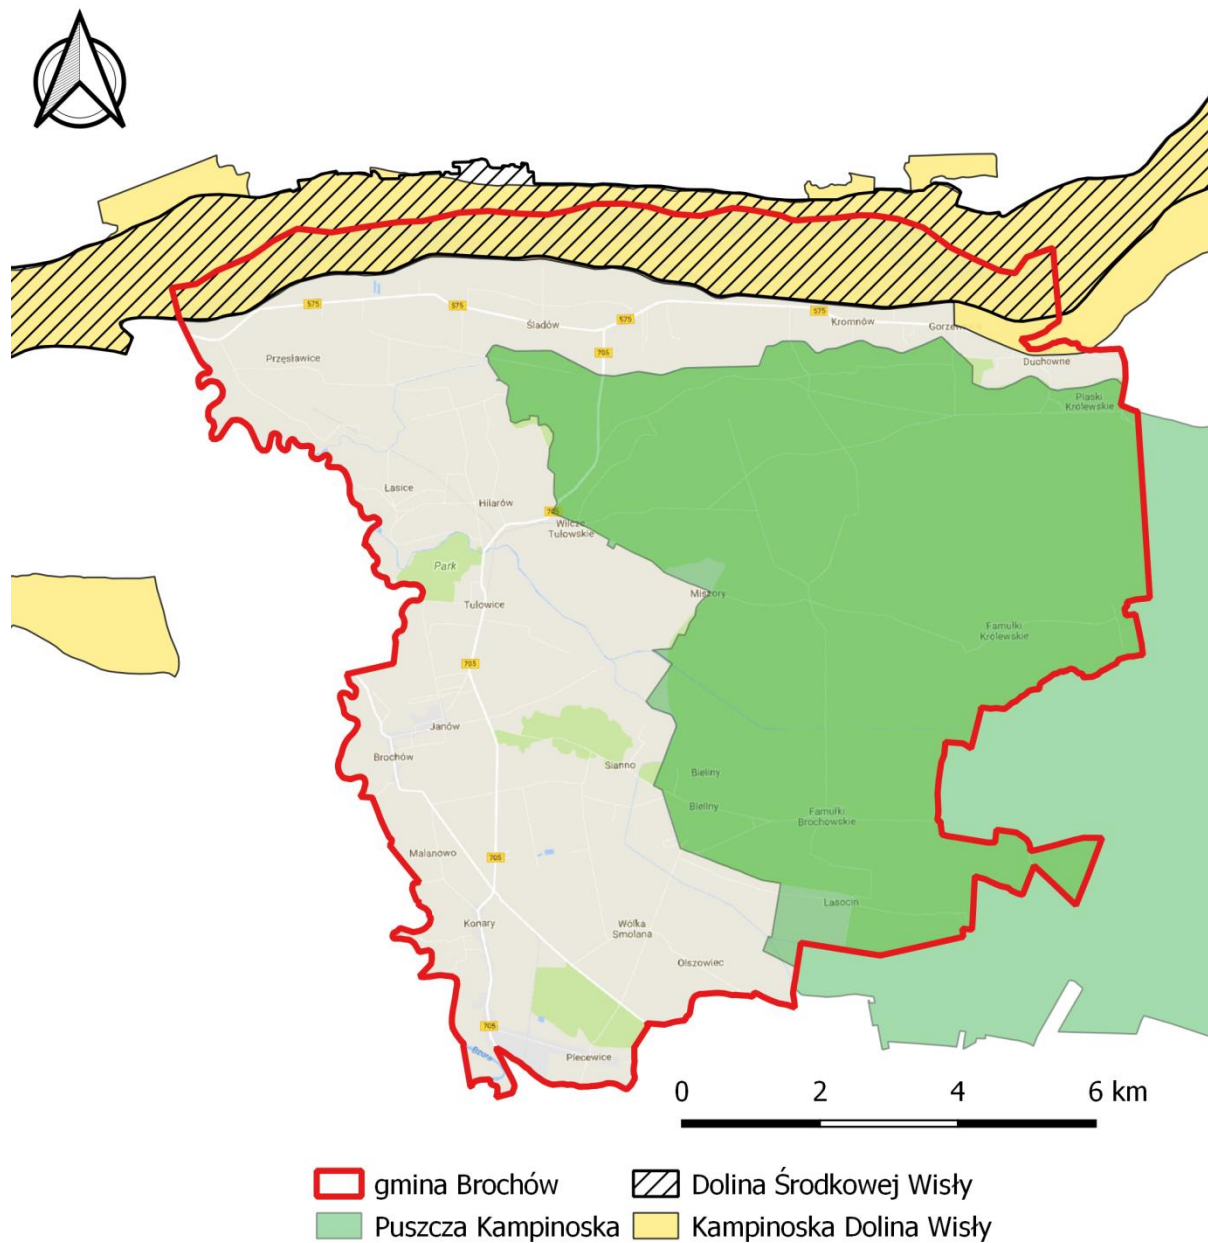 575
575
575
575
Śladów
Kromnów
Gorzen
Przęsławice
705
Duchowne
Piaski
Królewskie
Lasice
Hilarów
705
Wilcze
Tułowskie
Park
Miszory
Tułowice
Famułki
Królewskie
705
Janów
Brochów
Sianno
Bieliny
Bieliny
Famułki
Brochowskie
Malanowo
705
Lasocin
Konary
Wólka
Smolana
Olszowiec
705
Bzura
Plecewice
0 2 4 6 km
gmina Brochów
Dolina Środkowej Wisły
Puszcza Kampinoska
Kampinoska Dolina Wisły